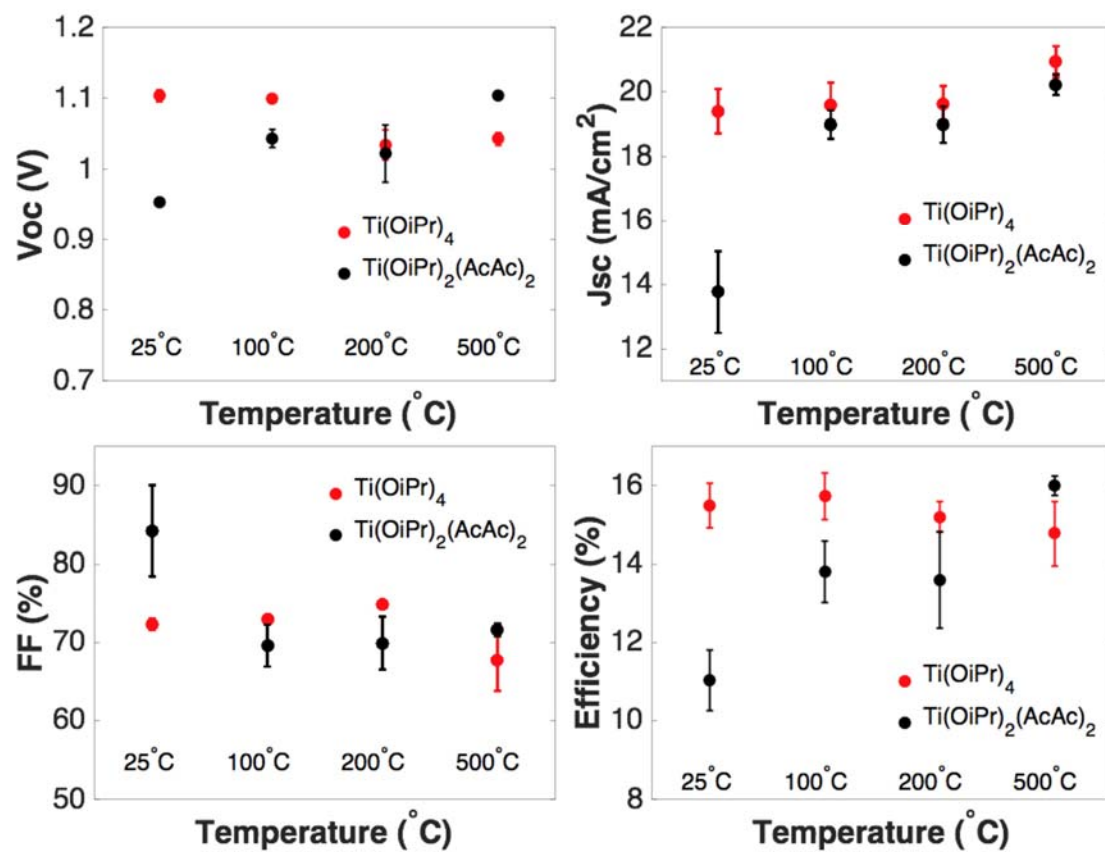 1.2
1.1
1
0.9
0.8
0.7
Voc (V)
Ti(OiPr)4
Ti(OiPr)2(AcAc)2
25°C 100°C 200°C 500°C
Temperature (°C)
22
20
18
16
14
12
Jsc (mA/cm2)
Ti(OiPr)4
Ti(OiPr)2(AcAc)2
25°C 100°C 200°C 500°C
Temperature (°C)
90
80
70
60
50
FF (%)
Ti(OiPr)4
Ti(OiPr)2(AcAc)2
25°C 100°C 200°C 500°C
Temperature (°C)
16
14
12
10
8
Efficiency (%)
Ti(OiPr)4
Ti(OiPr)2(AcAc)2
25°C 100°C 200°C 500°C
Temperature (°C)